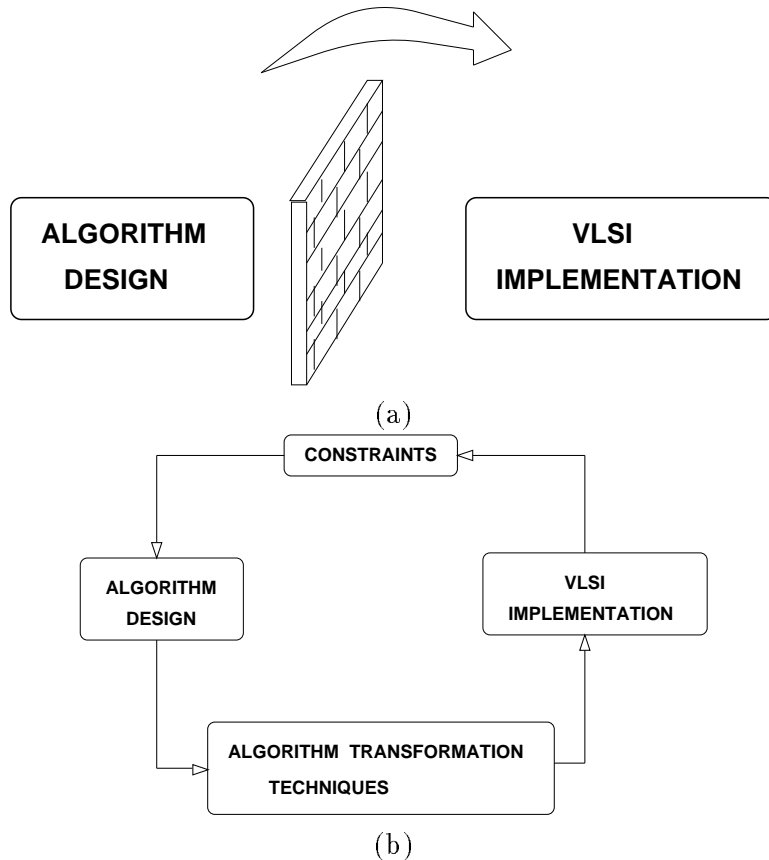 ALGORITHM
DESIGN
VLSI
IMPLEMENTATION
(a)
CONSTRAINTS
ALGORITHM
DESIGN
VLSI
IMPLEMENTATION
ALGORITHM TRANSFORMATION
TECHNIQUES
(b)